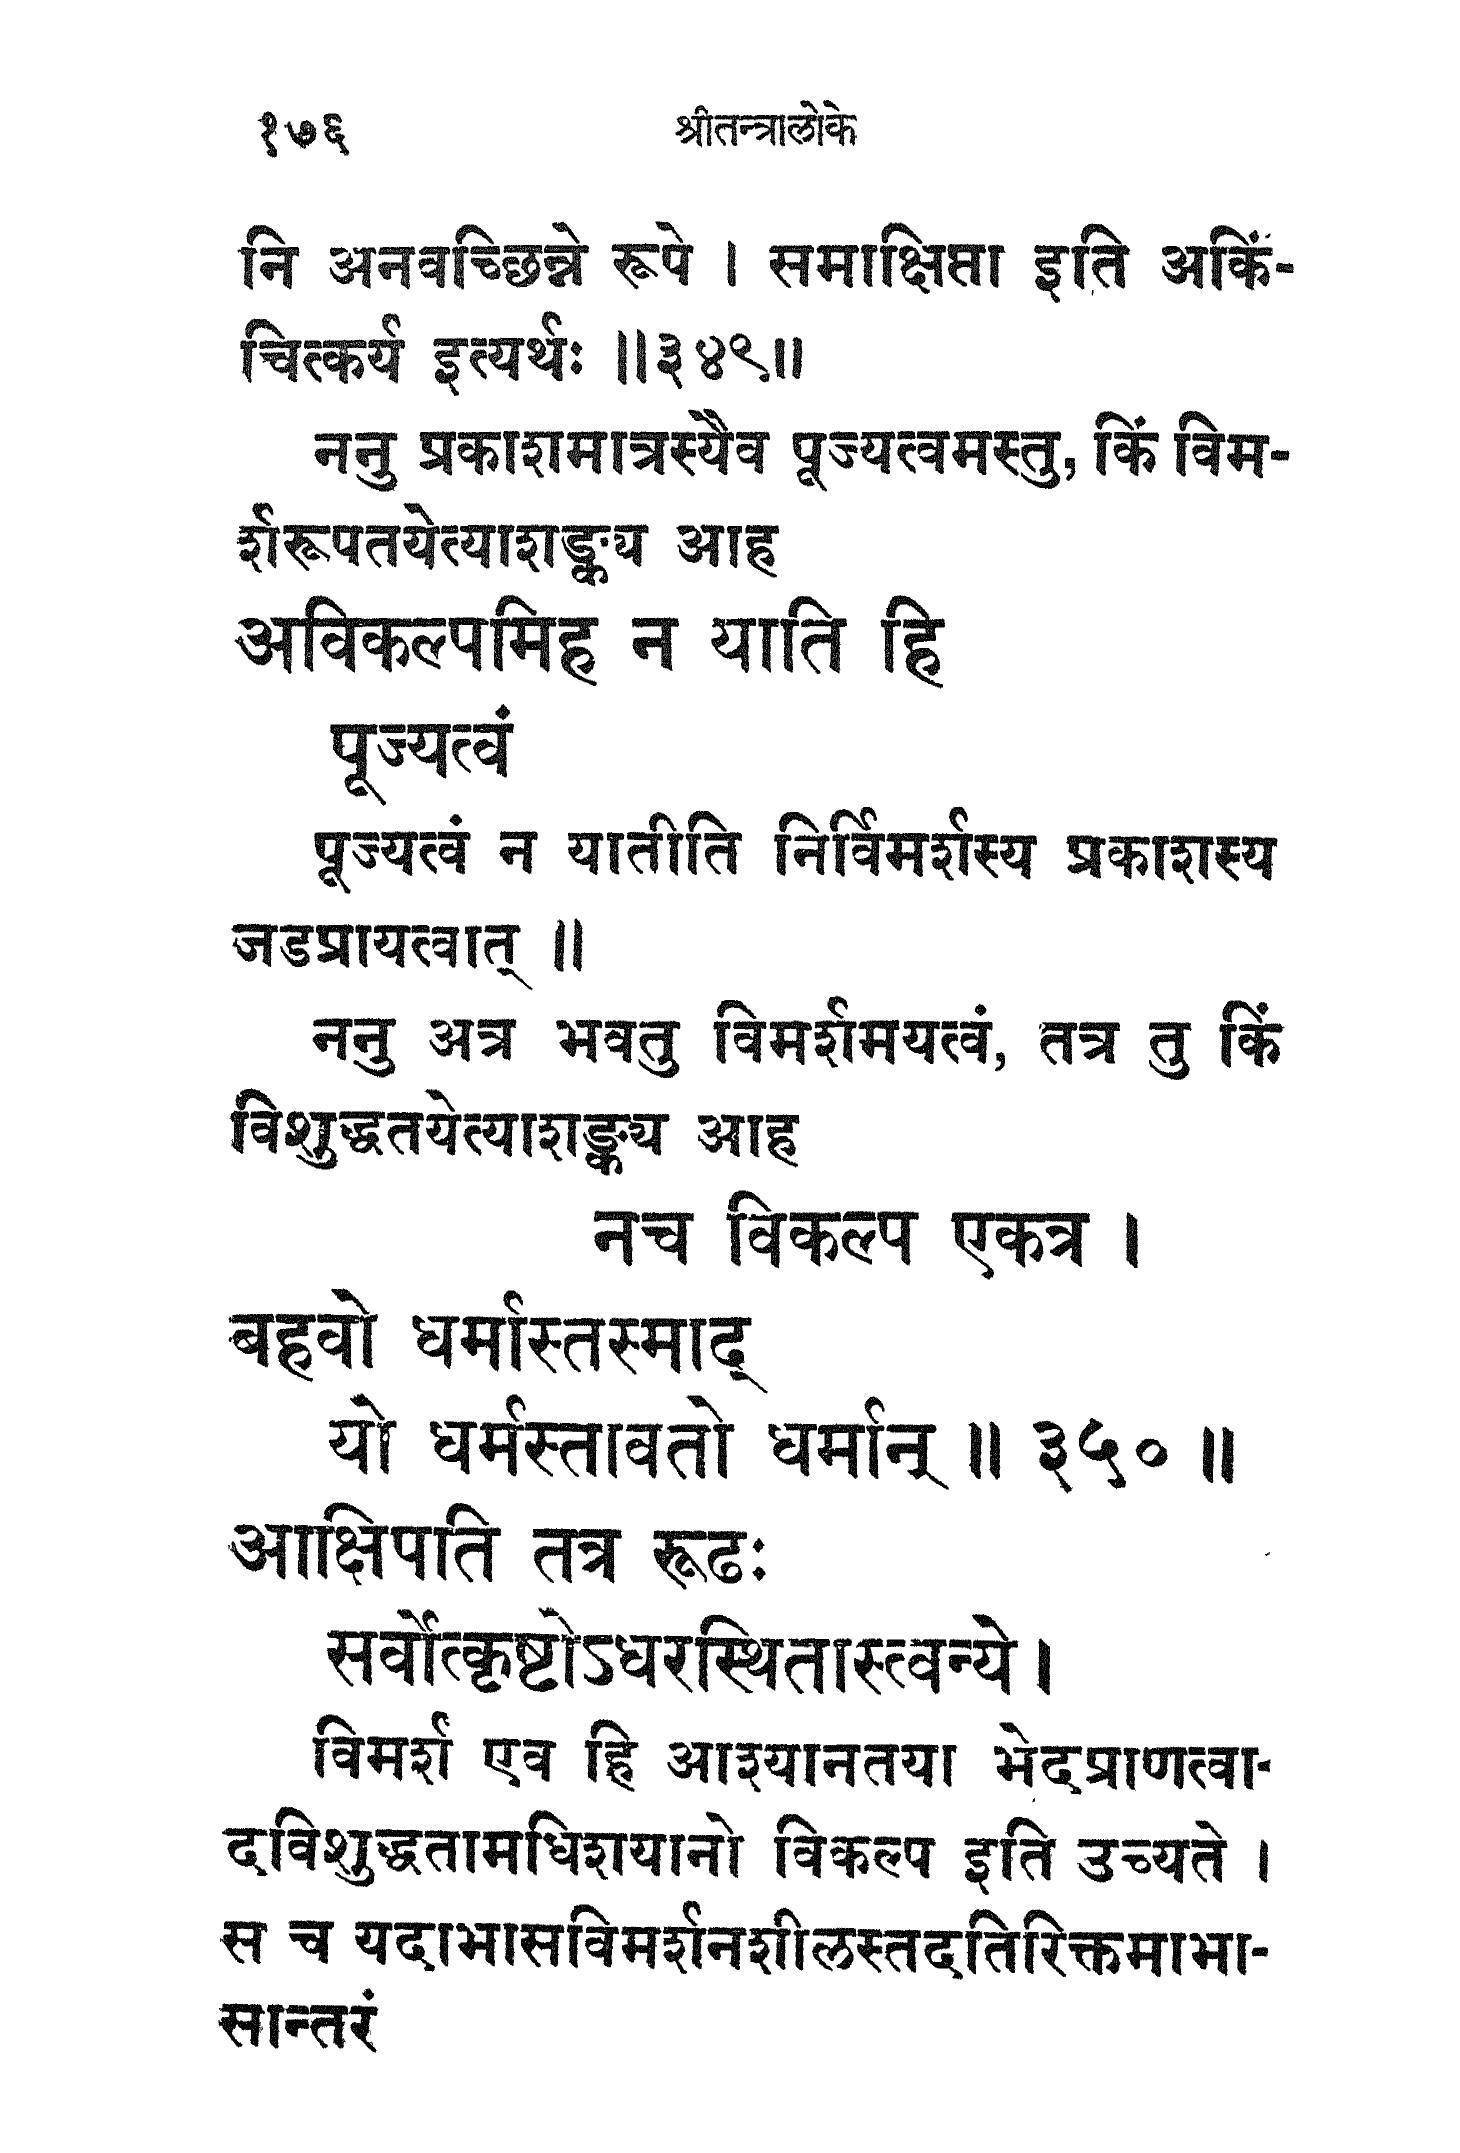 १७६ श्रीतन्त्रालोके
नि अनवच्छिन्ने रूपे । समाक्षिप्ता इति अकिं-
चित्कर्य इत्यर्थः ॥३४९॥
ननु प्रकाशमात्रस्यैव पूज्यत्वमस्तु, किं विम-
र्शरूपतयेत्याशङ्क्य आह
अविकल्पमिह न याति हि
पूज्यत्वं
पूज्यत्वं न यातीति निर्विमर्शस्य प्रकाशस्य
जडप्रायत्वात् ॥
ननु अत्र भवतु विमर्शमयत्वं, तत्र तु किं
विशुद्धतयेत्याशङ्क्य आह
नच विकल्प एकत्र ।
बहवो धर्मास्तस्माद्
यो धर्मस्तावतो धर्मान् ॥ ३५० ॥
आक्षिपति तत्र रूढः
सर्वोत्कृष्टोऽधरस्थितास्त्वन्ये ।
विमर्श एव हि आश्यानतया भेदप्राणत्वा-
दविशुद्धतामधिशयानो विकल्प इति उच्यते ।
स च यदाभासविमर्शनशीलस्तदतिरिक्तमाभा-
सान्तरं